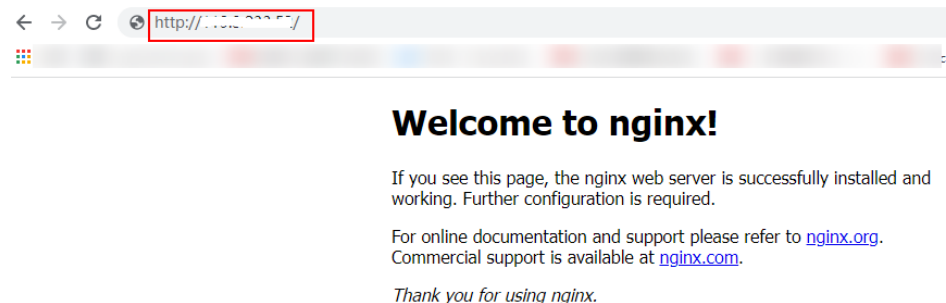 http://
Welcome to nginx!
If you see this page, the nginx web server is successfully installed and
working. Further configuration is required.
For online documentation and support please refer to nginx.org.
Commercial support is available at nginx.com.
Thank you for using nginx.